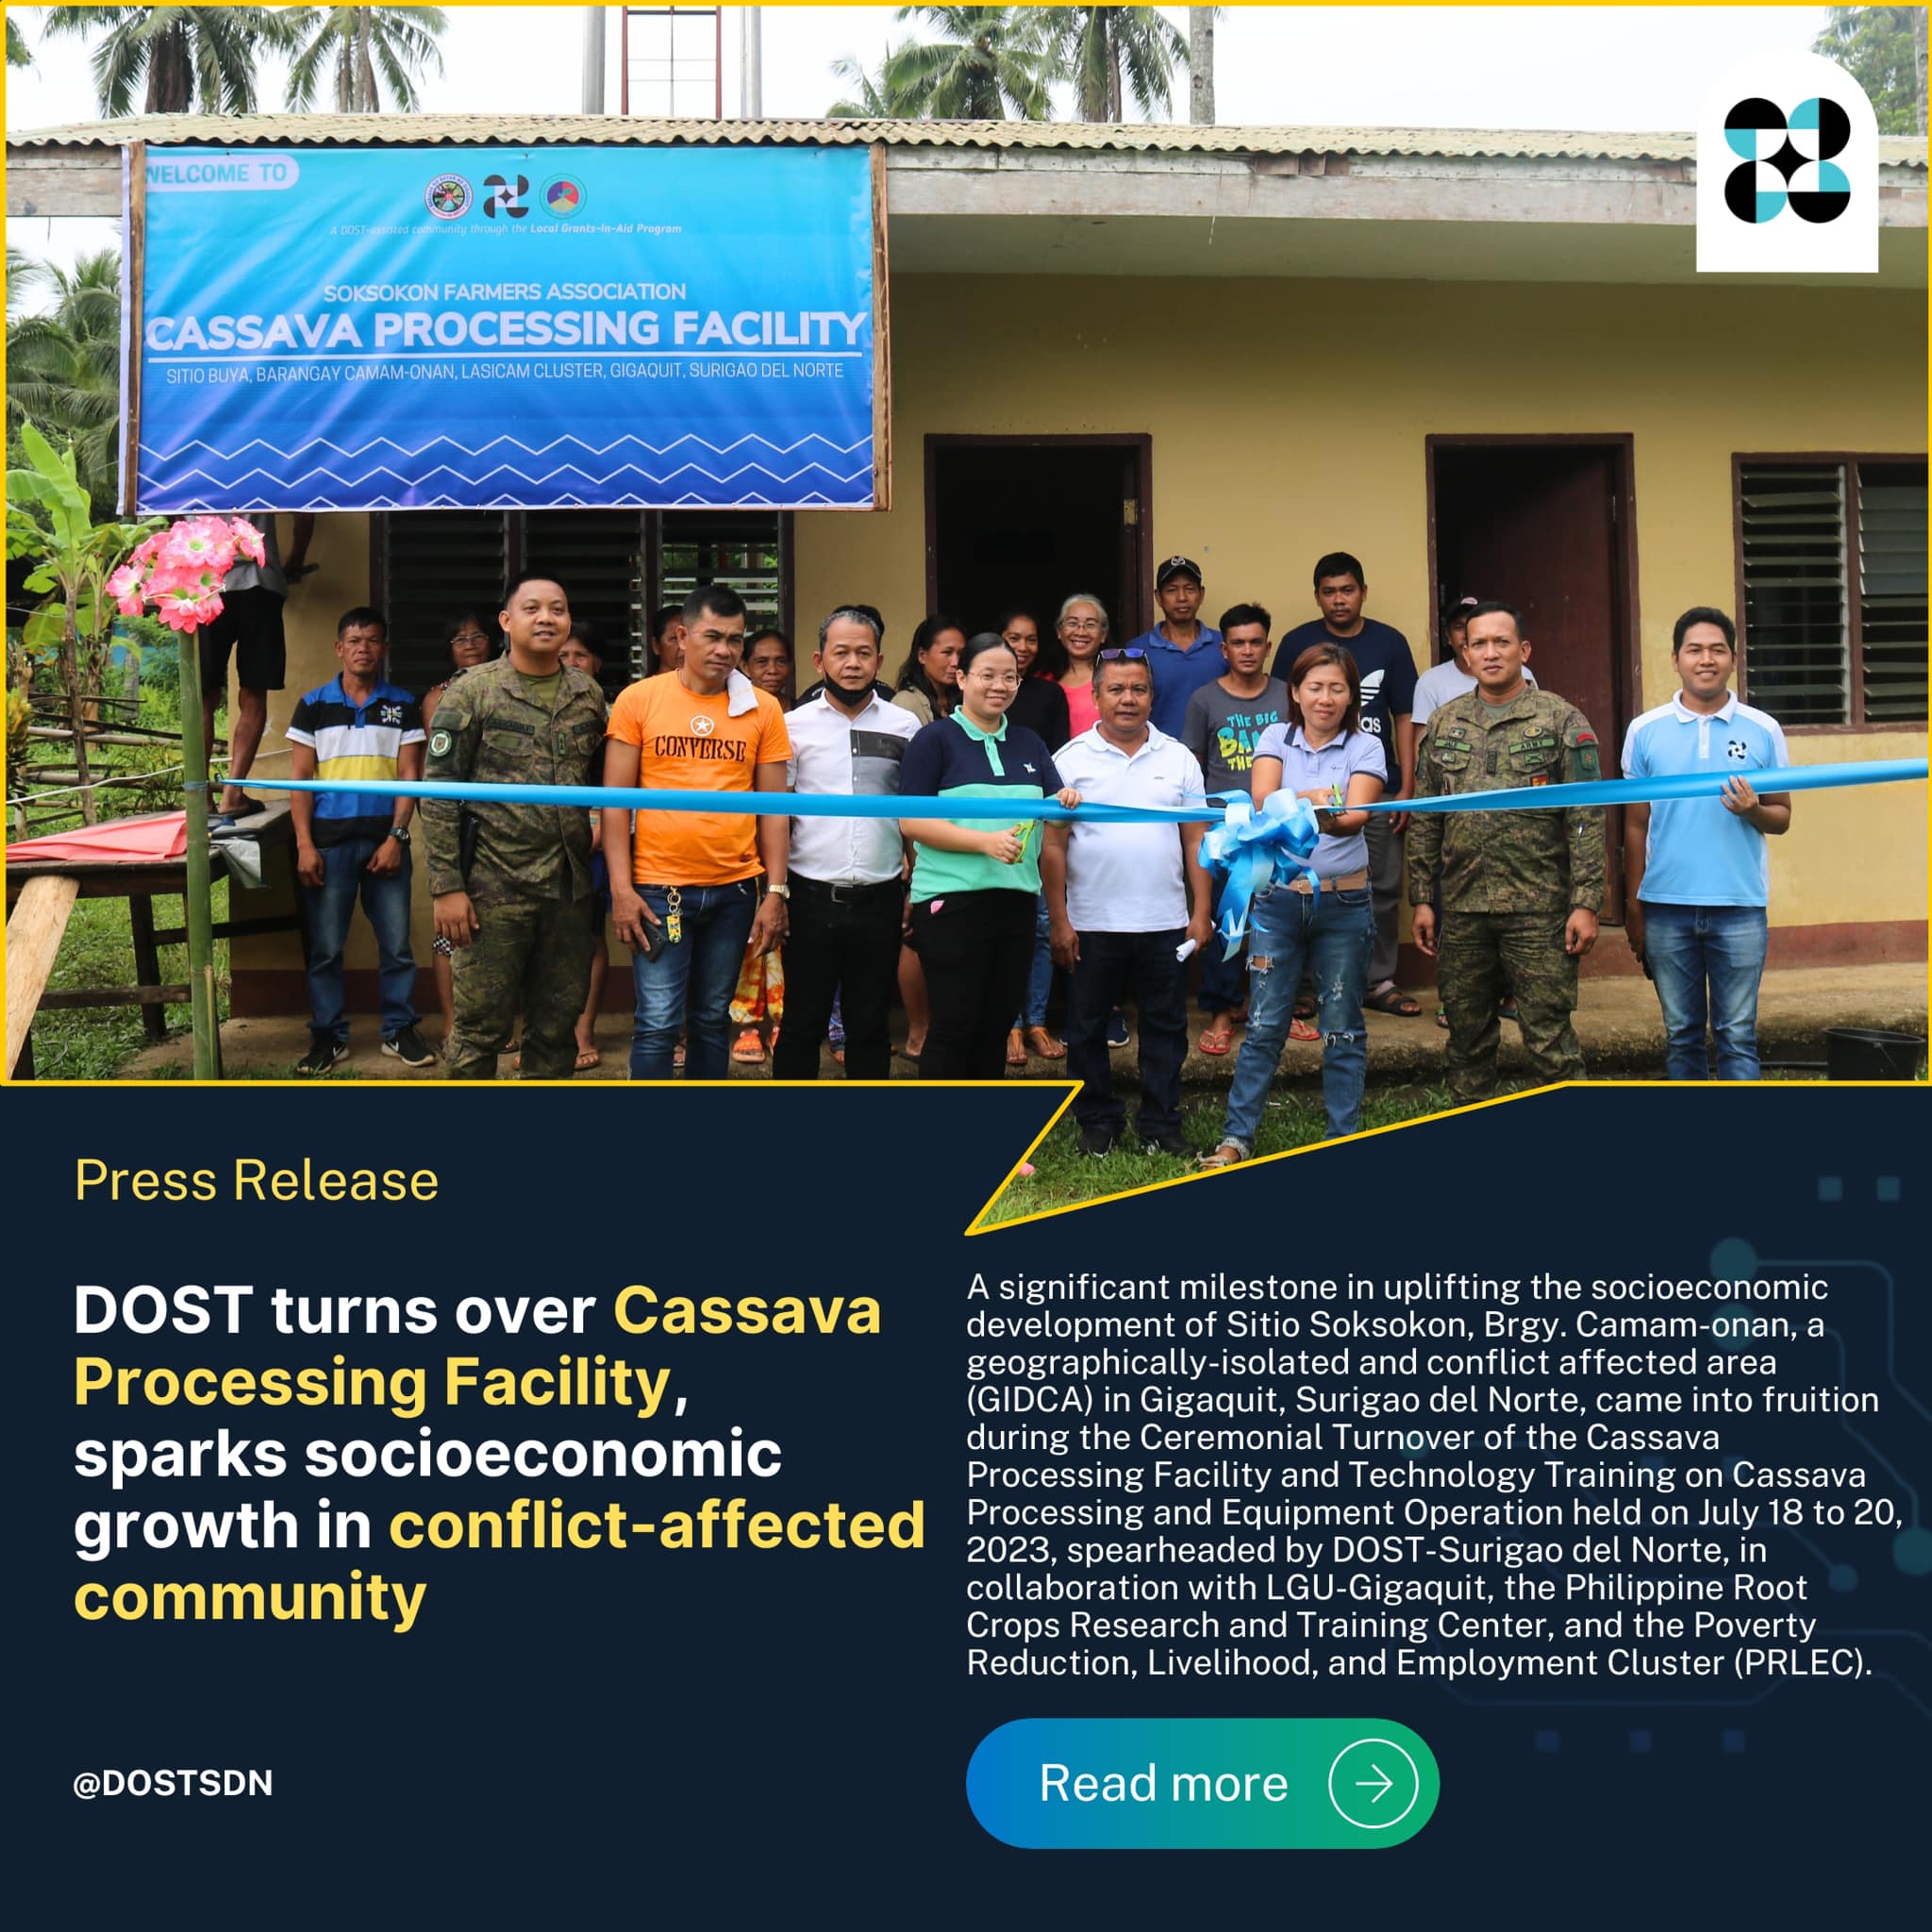 WELCOME TO
A DOST-assisted community through the Local Grants-In-Aid Program
SOKSOKON FARMERS ASSOCIATION
CASSAVA PROCESSING FACILITY
SITIO BUYA, BARANGAY CAMAM-ONAN, LASICAM CLUSTER, GIGAQUIT, SURIGAO DEL NORTE
CONVERSE
THE BIG
BANG
THE
as
ARMY
Press Release
DOST turns over Cassava
Processing Facility,
sparks socioeconomic
growth in conflict-affected
community
@DOSTSDN
A significant milestone in uplifting the socioeconomic
development of Sitio Soksokon, Brgy. Camam-onan, a
geographically-isolated and conflict affected area
(GIDCA) in Gigaquit, Surigao del Norte, came into fruition
during the Ceremonial Turnover of the Cassava
Processing Facility and Technology Training on Cassava
Processing and Equipment Operation held on July 18 to 20,
2023, spearheaded by DOST-Surigao del Norte, in
collaboration with LGU-Gigaquit, the Philippine Root
Crops Research and Training Center, and the Poverty
Reduction, Livelihood, and Employment Cluster (PRLEC).
Read more